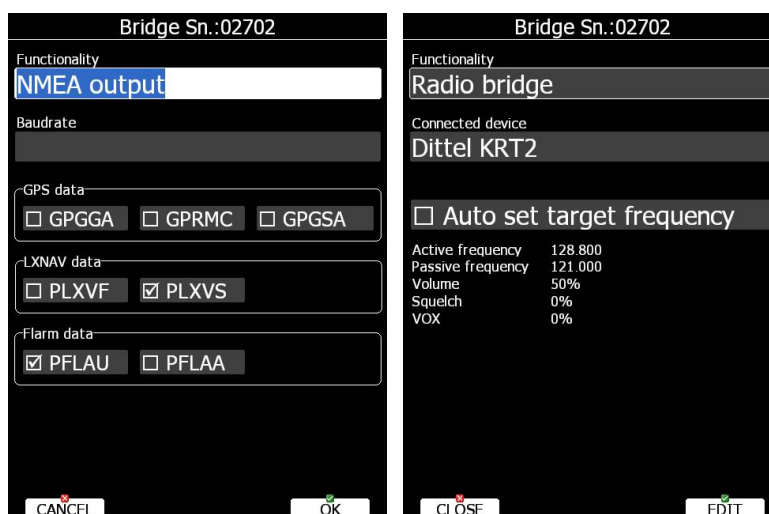 Bridge Sn.:02702
Functionality
NMEA output
Baudrate
GPS data
GPGGA GPRMC GPGSA
LXNAV data
PLXVF PLXVS
Flarm data
PFLAU PFLAA
CANCEL OK
Bridge Sn.:02702
Functionality
Radio bridge
Connected device
Dittel KRT2
Auto set target frequency
Active frequency 128.800
Passive frequency 121.000
Volume 50%
Squelch 0%
VOX 0%
CLOSE EDIT